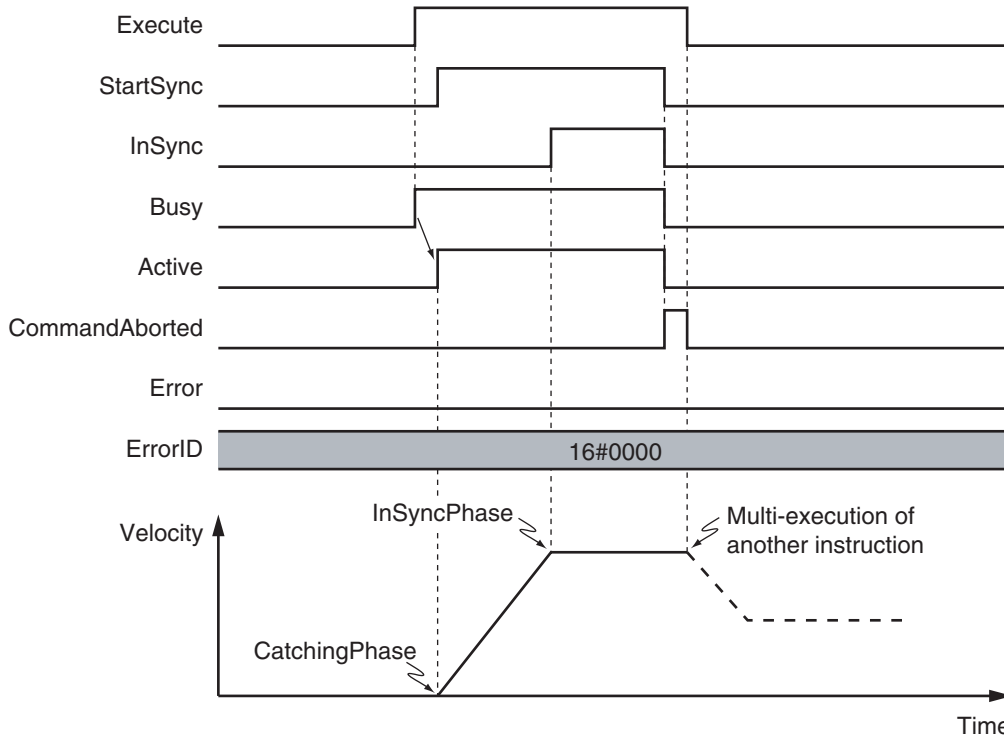 Execute
StartSync
InSync
Busy
Active
CommandAborted
Error
ErrorID
16#0000
Velocity
InSyncPhase
Multi-execution of
another instruction
CatchingPhase
Time